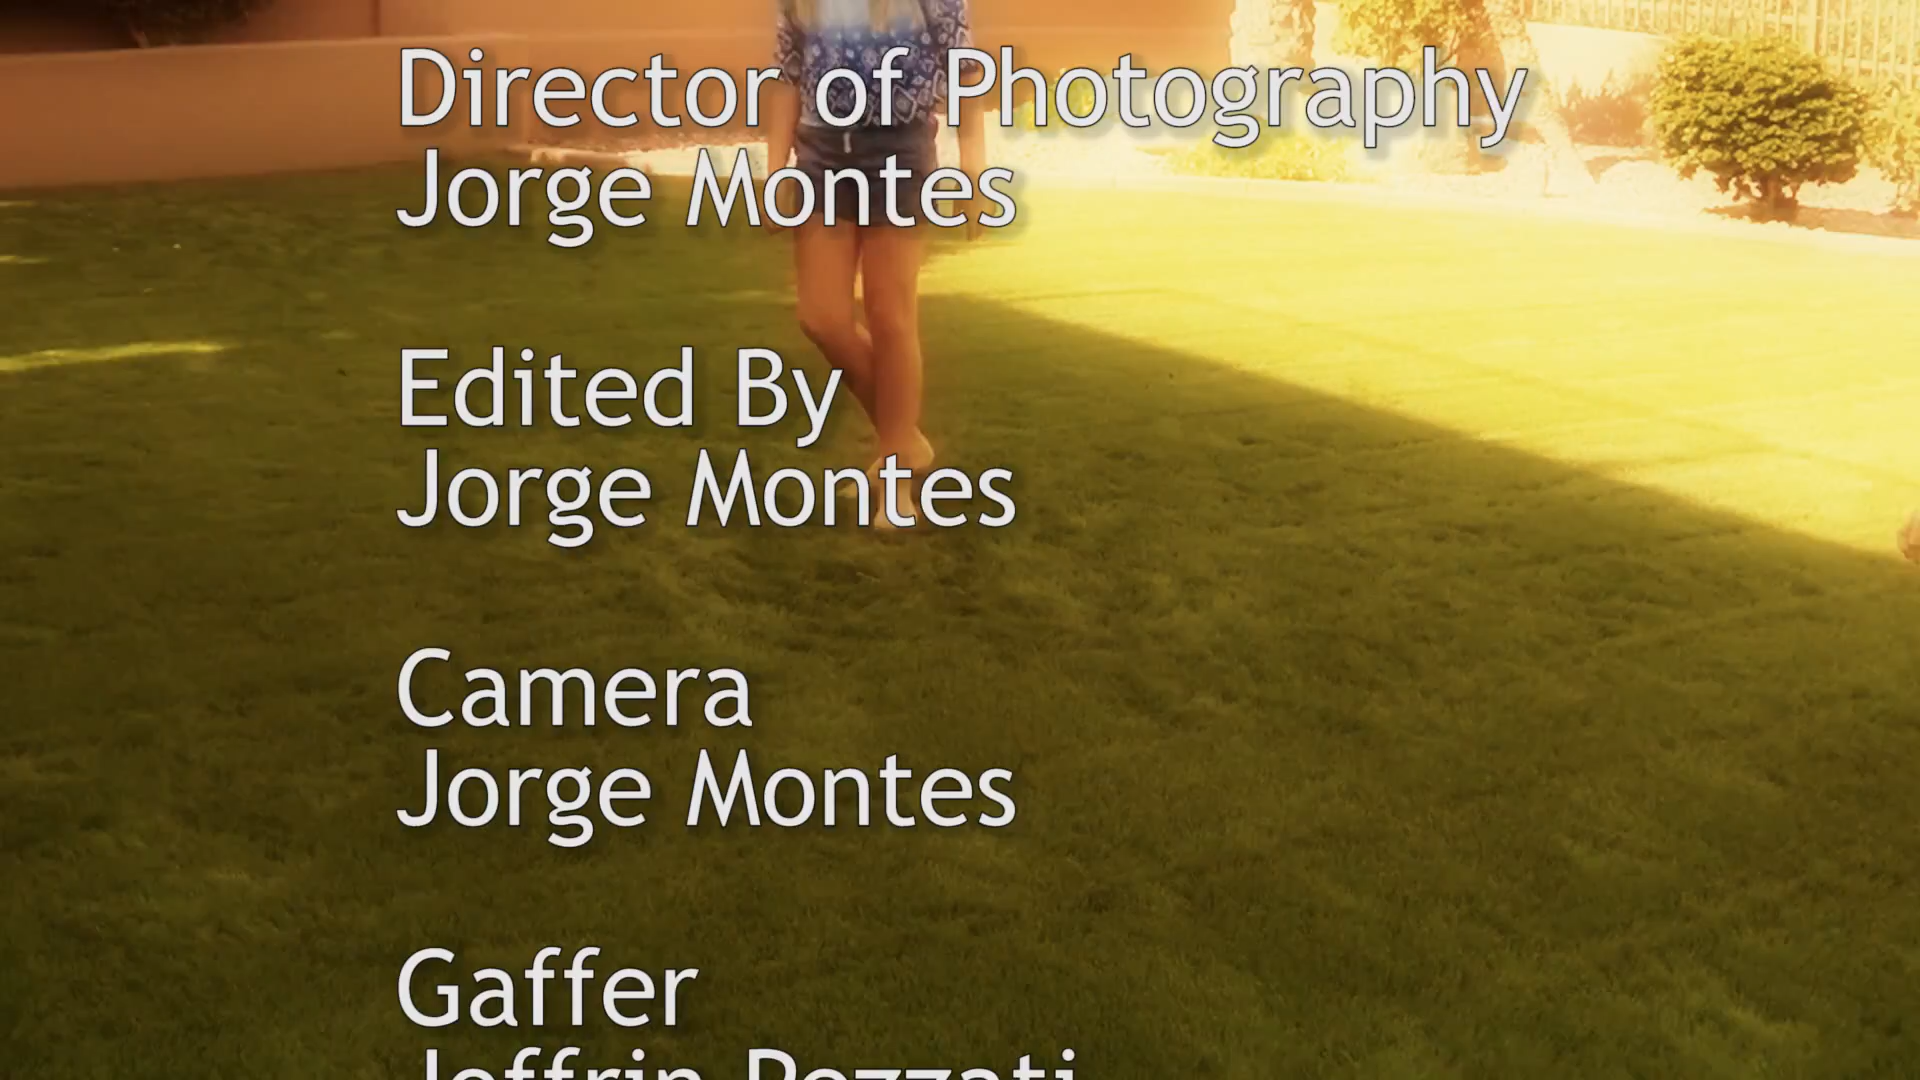 Director of Photography
Jorge Montes
Edited By
Jorge Montes
Camera
Jorge Montes
Gaffer